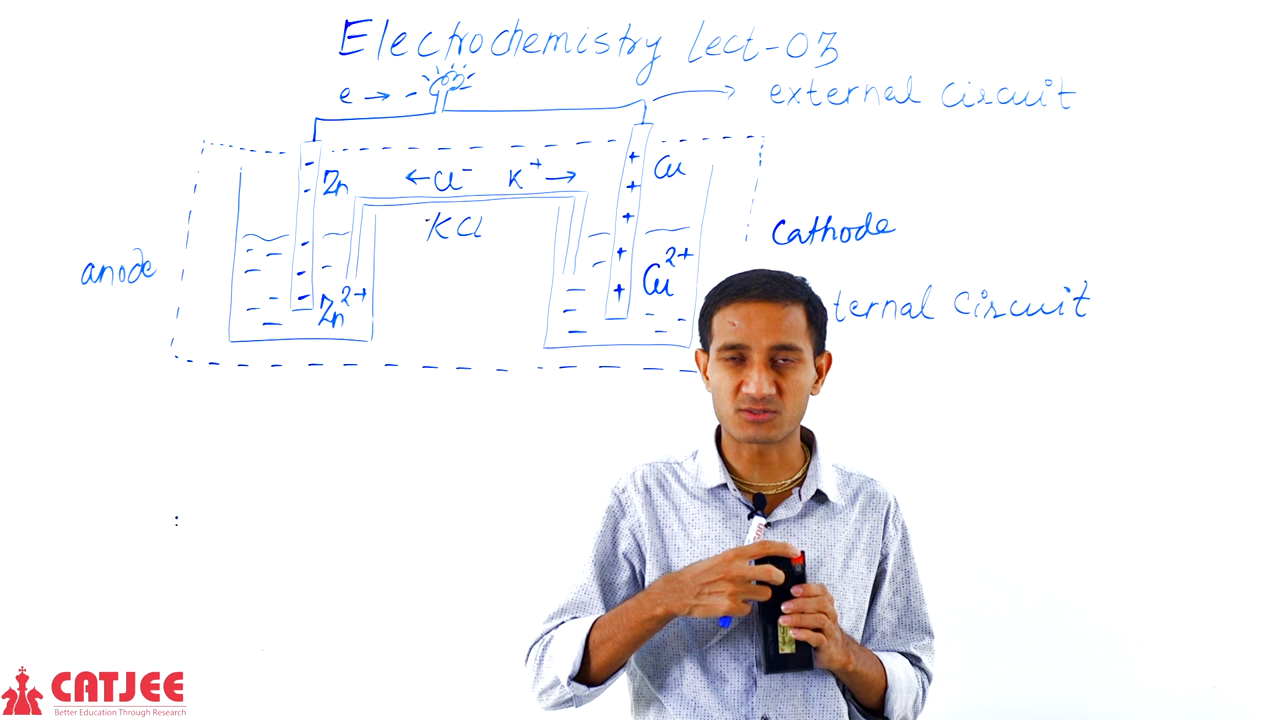 Electrochemistry Lect-03
e → -
external circuit
Zn
← Cl⁻ K⁺ →
Cu
KCl
cathode
anode
Zn²⁺
Cu²⁺
ternal circuit
CATJEE
Better Education Through Research